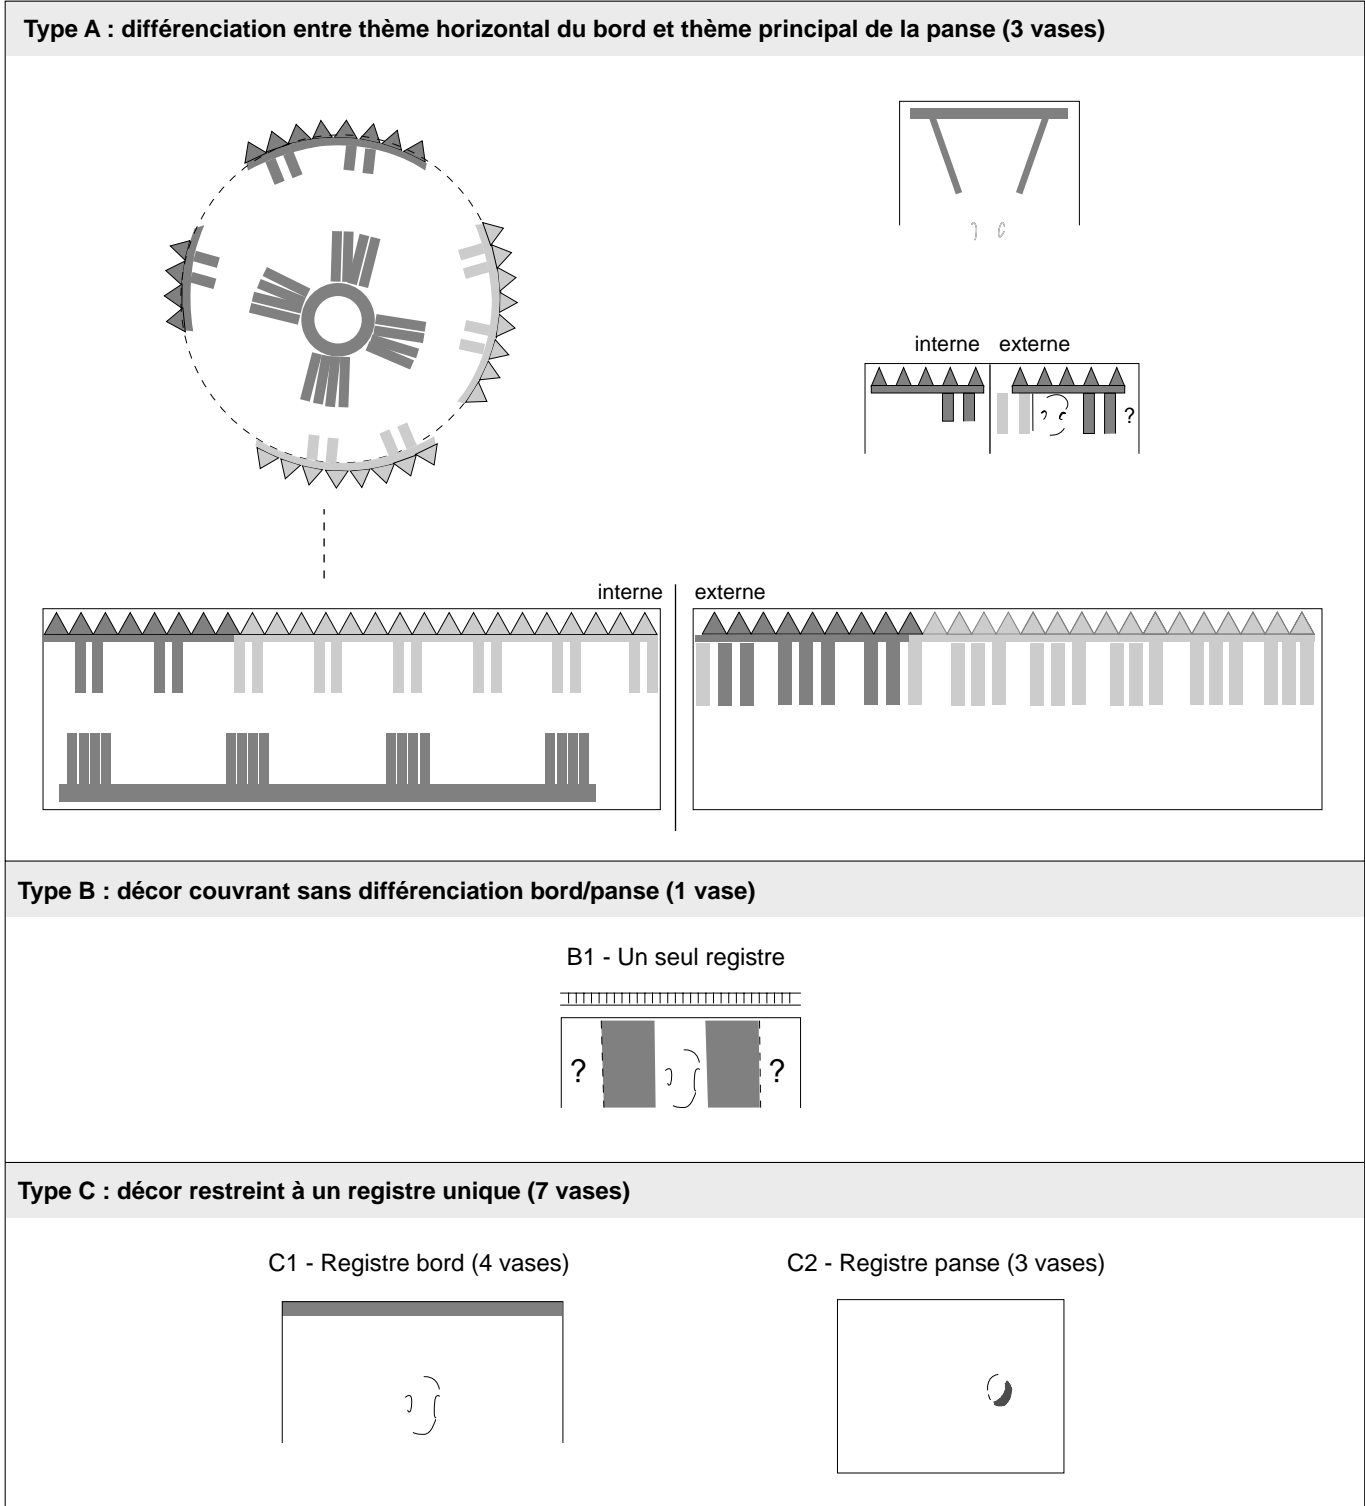 Type A : différenciation entre thème horizontal du bord et thème principal de la panse (3 vases)
interne externe
?
interne externe
Type B : décor couvrant sans différenciation bord/panse (1 vase)
B1 - Un seul registre
? ?
Type C : décor restreint à un registre unique (7 vases)
C1 - Registre bord (4 vases) C2 - Registre panse (3 vases)